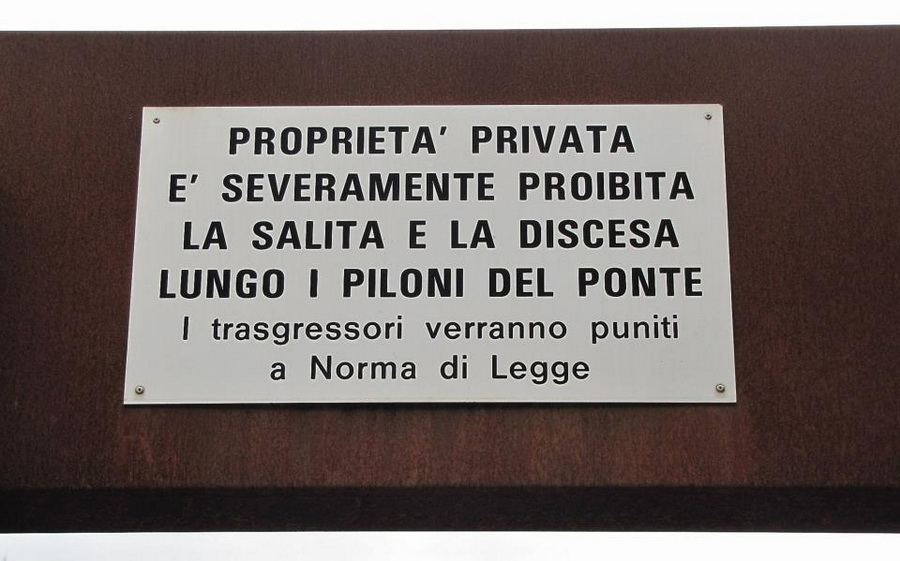 PROPRIETA' PRIVATA
E' SEVERAMENTE PROIBITA
LA SALITA E LA DISCESA
LUNGO I PILONI DEL PONTE
I trasgressori verranno puniti
a Norma di Legge